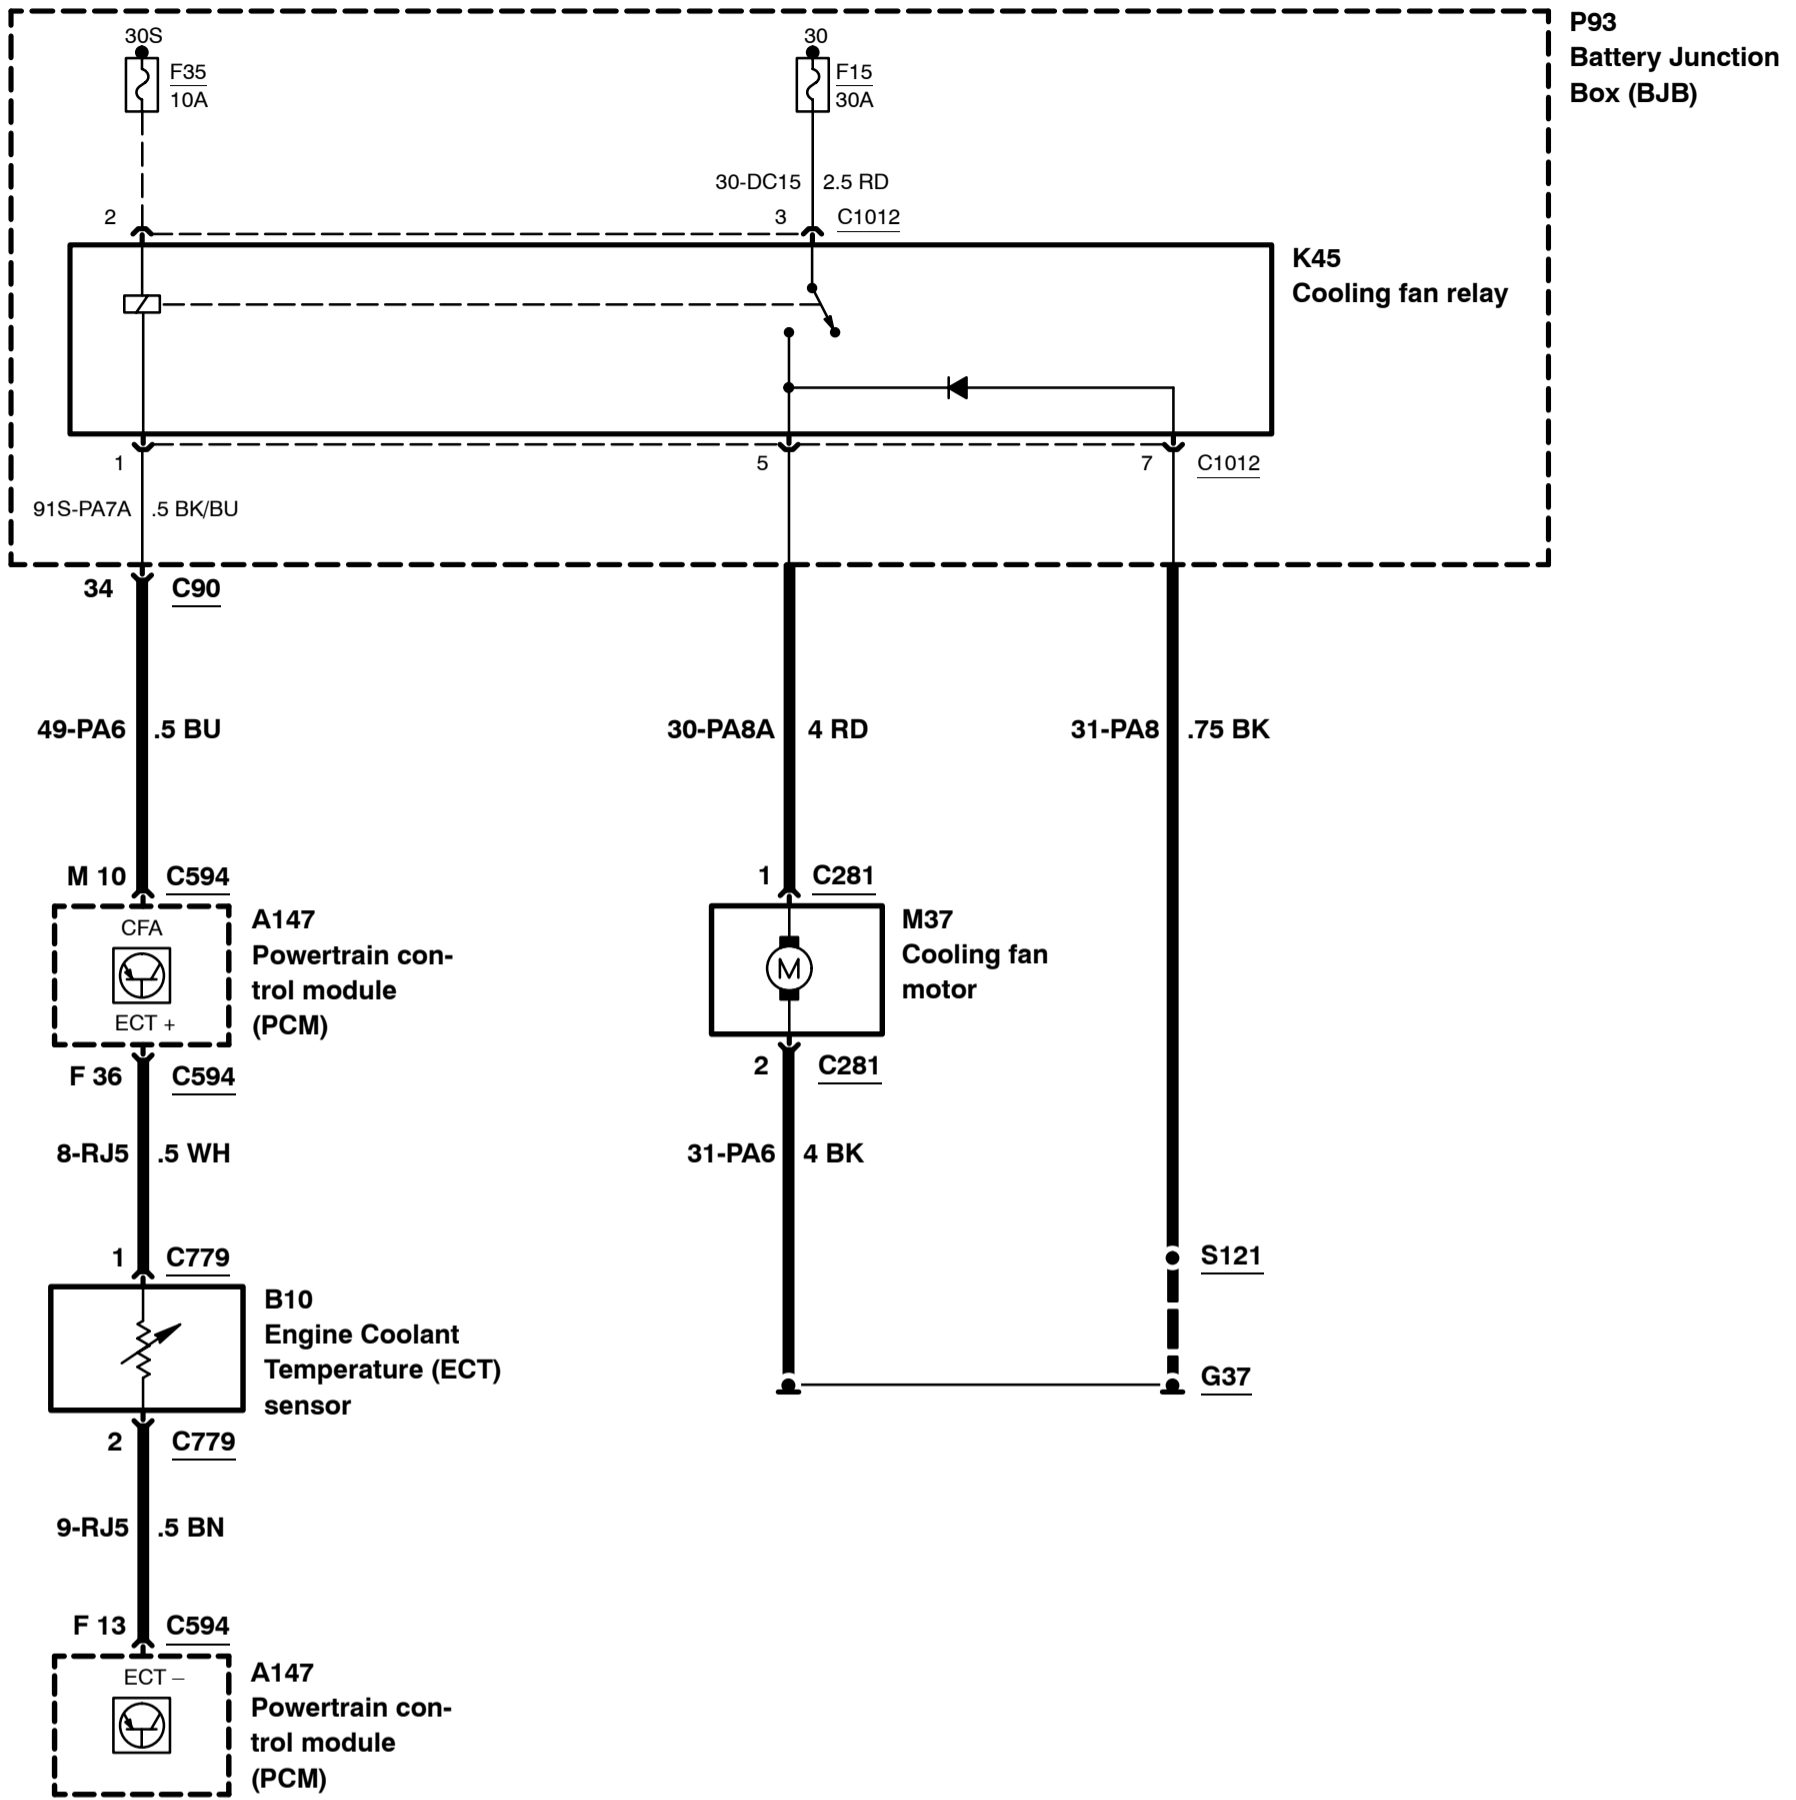 P93
Battery Junction
Box (BJB)
30S
F35
10A
30
F15
30A
30-DC15 2.5 RD
2
3 C1012
K45
Cooling fan relay
1
5
7 C1012
91S-PA7A .5 BK/BU
34 C90
49-PA6 .5 BU
30-PA8A 4 RD
31-PA8 .75 BK
M 10 C594
CFA
ECT +
A147
Powertrain con-
trol module
(PCM)
1 C281
M
M37
Cooling fan
motor
2 C281
F 36 C594
8-RJ5 .5 WH
31-PA6 4 BK
1 C779
B10
Engine Coolant
Temperature (ECT)
sensor
S121
G37
2 C779
9-RJ5 .5 BN
F 13 C594
ECT –
A147
Powertrain con-
trol module
(PCM)